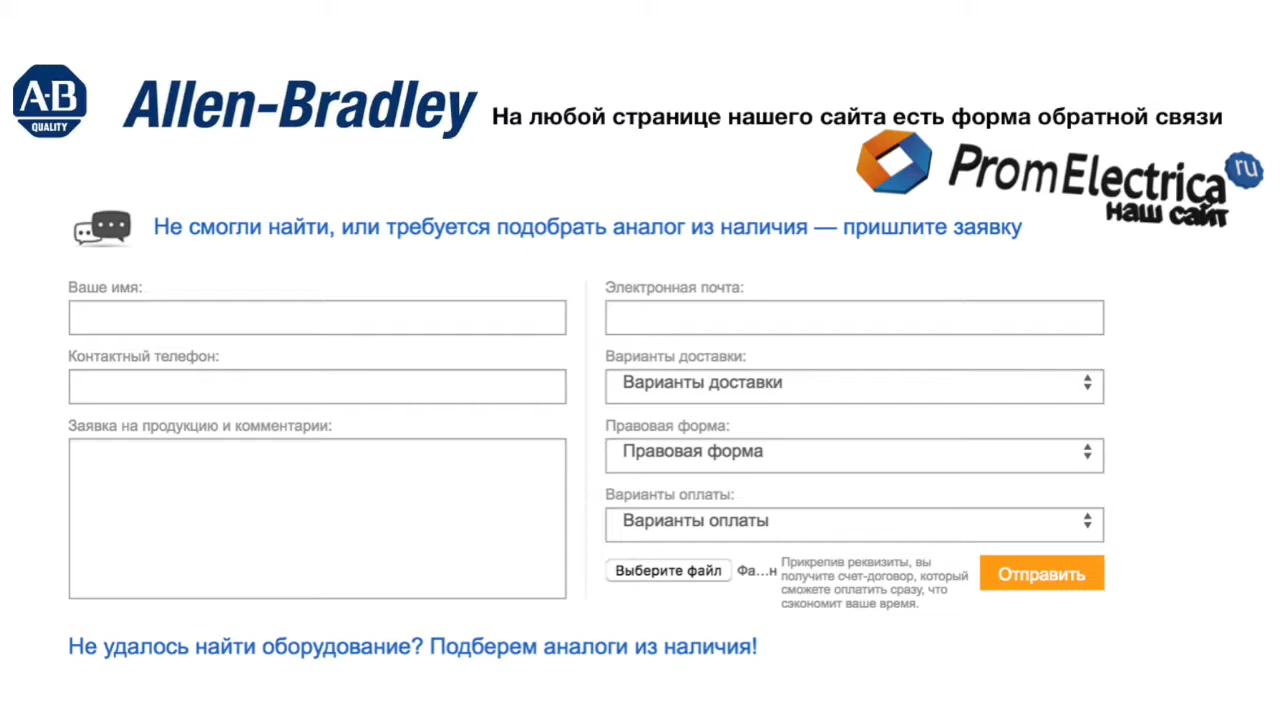 A-B
QUALITY
Allen-Bradley
На любой странице нашего сайта есть форма обратной связи
PromElectrica ru
наш сайт
Не смогли найти, или требуется подобрать аналог из наличия — пришлите заявку
Ваше имя:
Электронная почта:
Контактный телефон:
Варианты доставки:
Варианты доставки
Заявка на продукцию и комментарии:
Правовая форма:
Правовая форма
Варианты оплаты:
Варианты оплаты
Выберите файл Фа...н
Прикрепив реквизиты, вы
получите счет-договор, который
сможете оплатить сразу, что
сэкономит ваше время.
Отправить
Не удалось найти оборудование? Подберем аналоги из наличия!